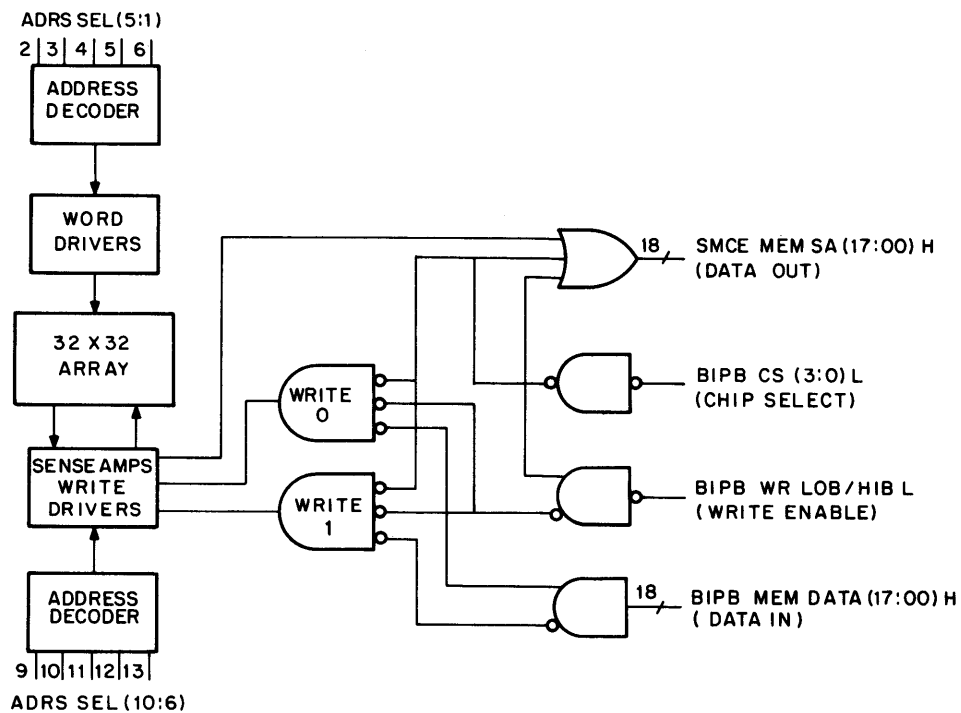 ADRS SEL (5:1)
2 3 4 5 6
ADDRESS
DECODER
WORD
DRIVERS
32 X 32
ARRAY
SENSE AMPS
WRITE
DRIVERS
ADDRESS
DECODER
9 10 11 12 13
ADRS SEL (10:6)
WRITE
0
WRITE
1
18
SMCE MEM SA (17:00) H
(DATA OUT)
BIPB CS (3:0) L
(CHIP SELECT)
BIPB WR LOB/HIB L
(WRITE ENABLE)
18
BIPB MEM DATA (17:00) H
( DATA IN)